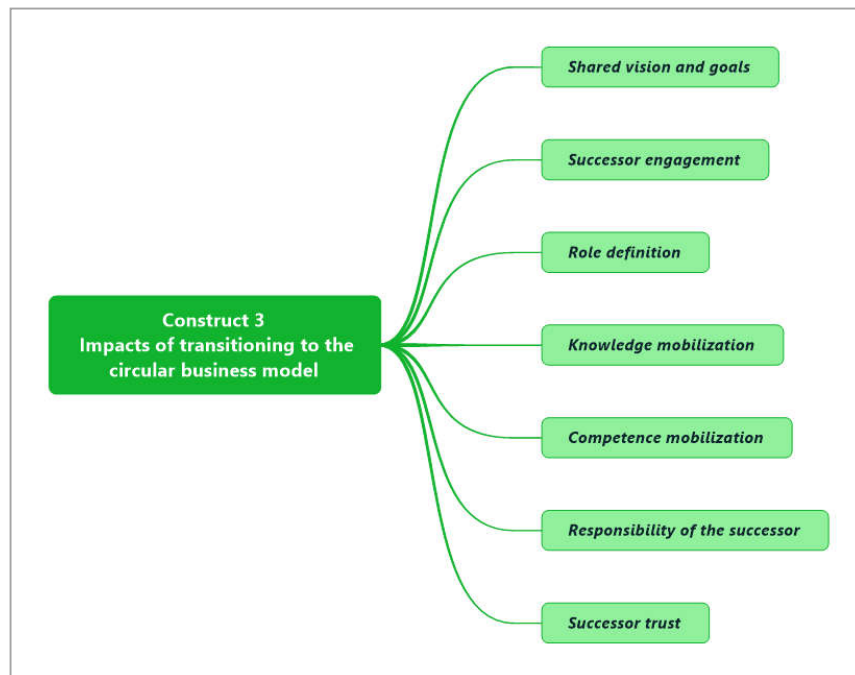 Construct 3
Impacts of transitioning to the
circular business model
Shared vision and goals
Successor engagement
Role definition
Knowledge mobilization
Competence mobilization
Responsibility of the successor
Successor trust